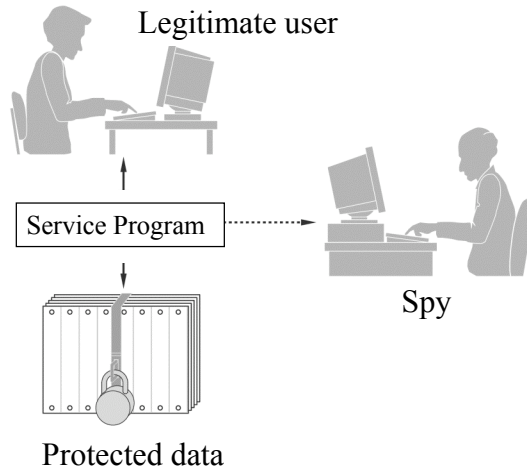 Legitimate user
Service Program
Spy
Protected data